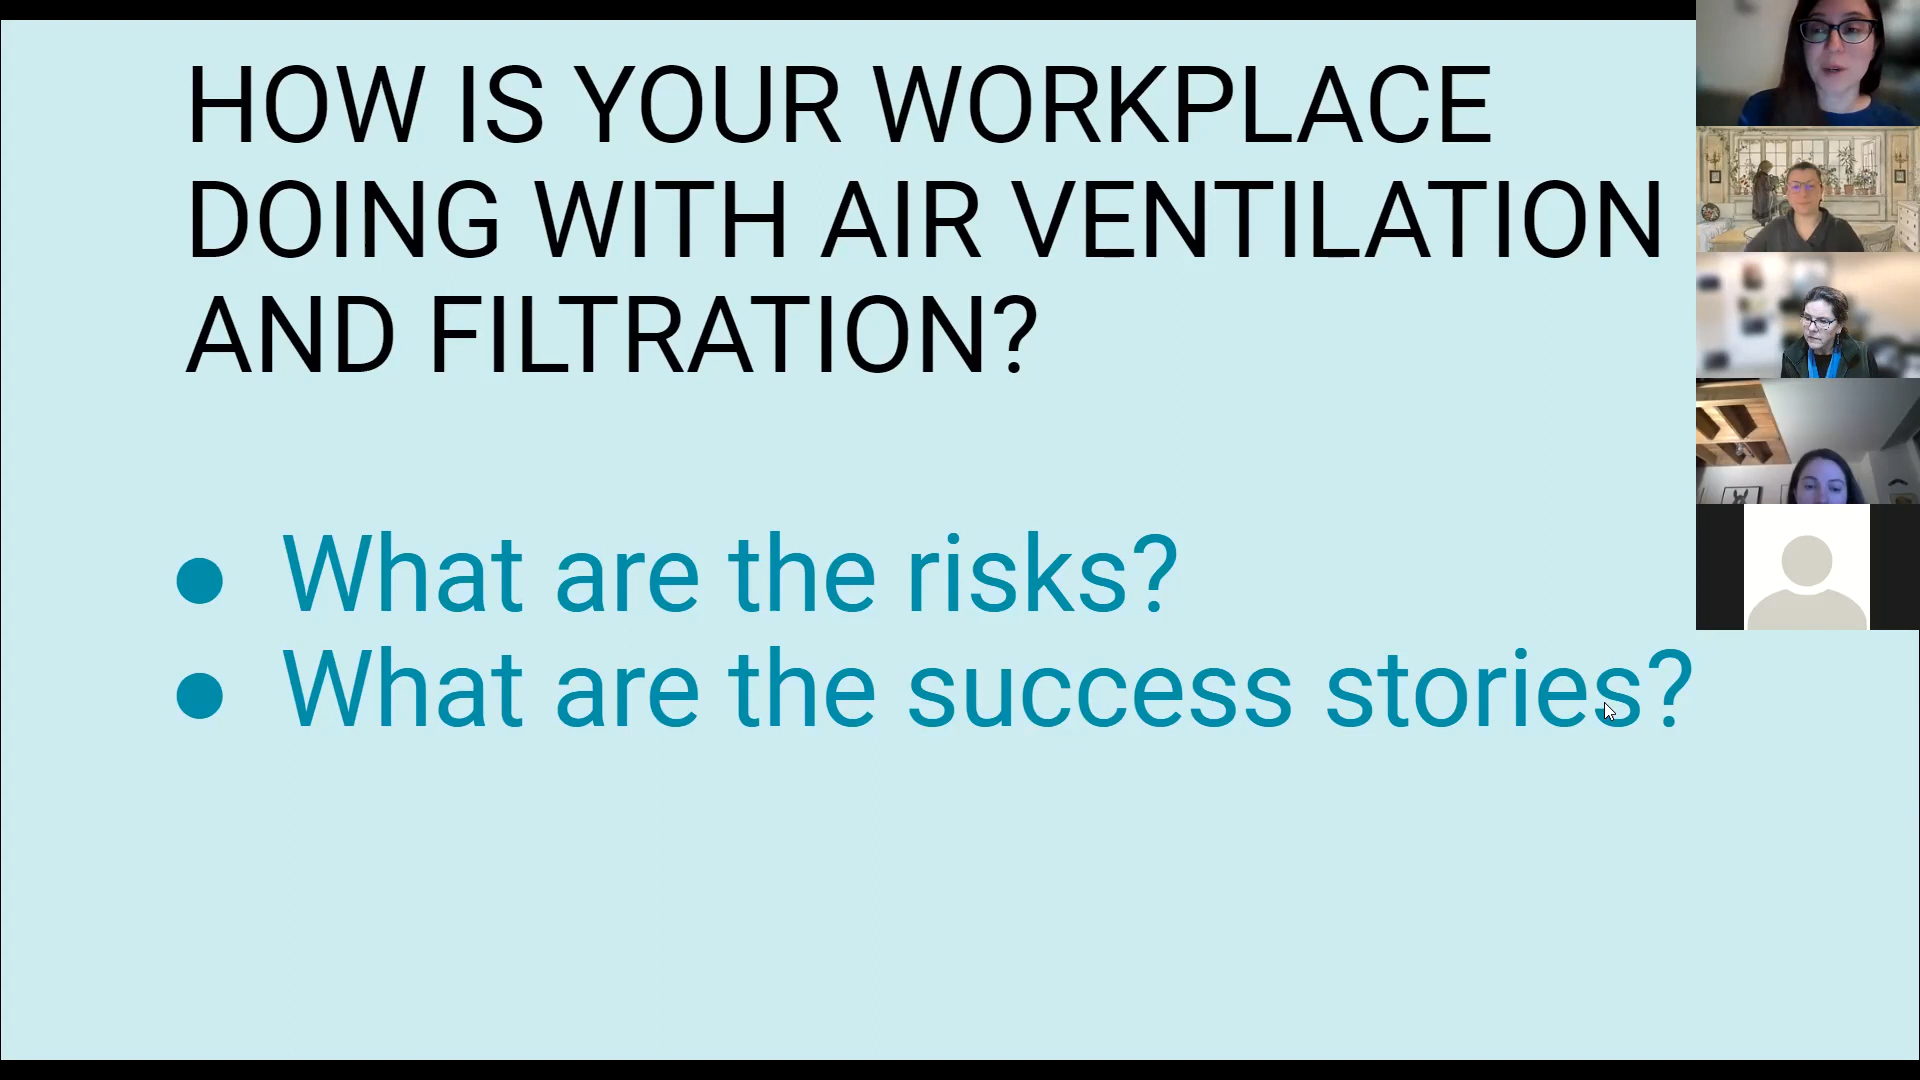 HOW IS YOUR WORKPLACE
DOING WITH AIR VENTILATION
AND FILTRATION?
● What are the risks?
● What are the success stories?